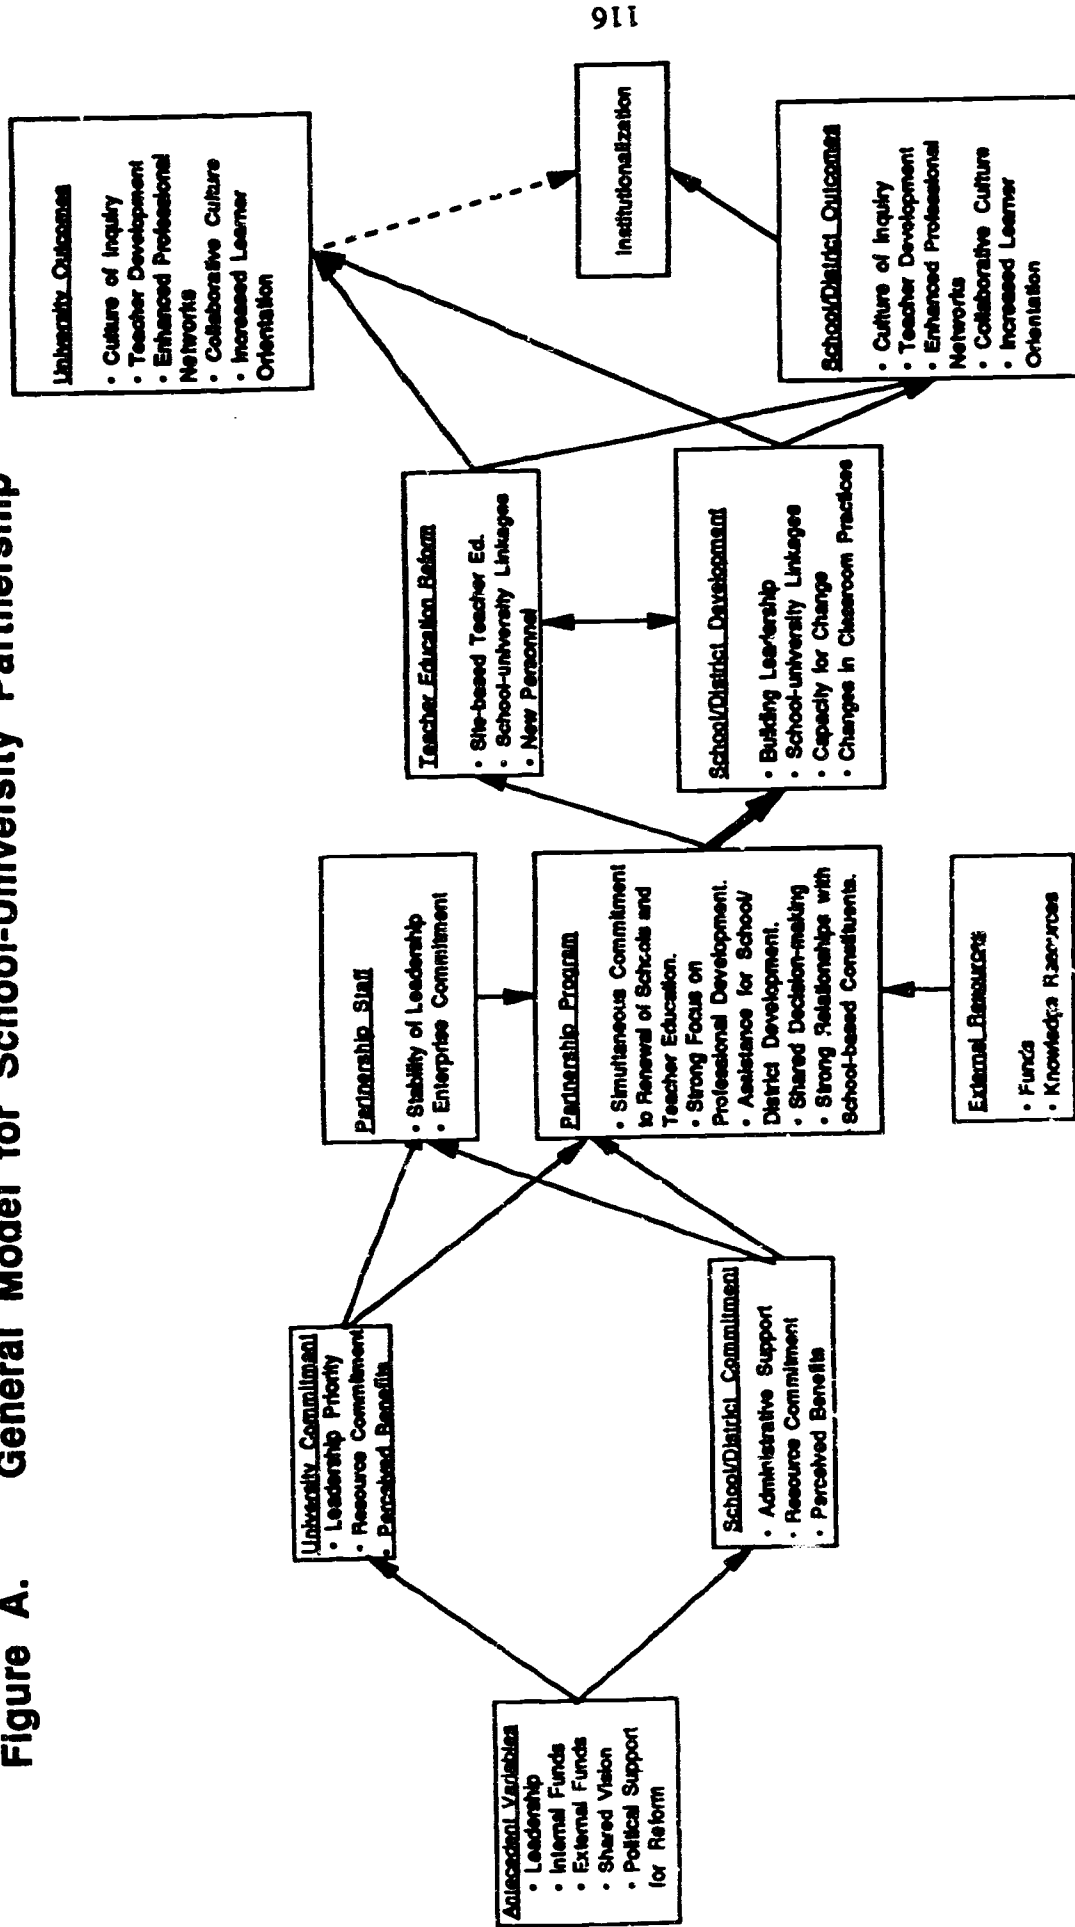 Figure A. General Model for School-University Partnership
Antecedent Variables
• Leadership
• Internal Funds
• External Funds
• Shared Vision
• Political Support
for Reform
University Commitment
• Leadership Priority
• Resource Commitment
• Perceived Benefits
School/District Commitment
• Administrative Support
• Resource Commitment
• Perceived Benefits
Partnership Staff
• Stability of Leadership
• Enterprise Commitment
Partnership Program
• Simultaneous Commitment
to Renewal of Schools and
Teacher Education.
• Strong Focus on
Professional Development.
• Assistance for School/
District Development.
• Shared Decision-making
• Strong Relationships with
School-based Constituents.
External Resources
• Funds
• Knowledge Resources
Teacher Education Reform
• Site-based Teacher Ed.
• School-university Linkages
• New Personnel
School/District Development
• Building Leadership
• School-university Linkages
• Capacity for Change
• Changes in Classroom Practices
University Outcomes
• Culture of Inquiry
• Teacher Development
• Enhanced Professional
Networks
• Collaborative Culture
• Increased Learner
Orientation
Institutionalization
School/District Outcomes
• Culture of Inquiry
• Teacher Development
• Enhanced Professional
Networks
• Collaborative Culture
• Increased Learner
Orientation
116